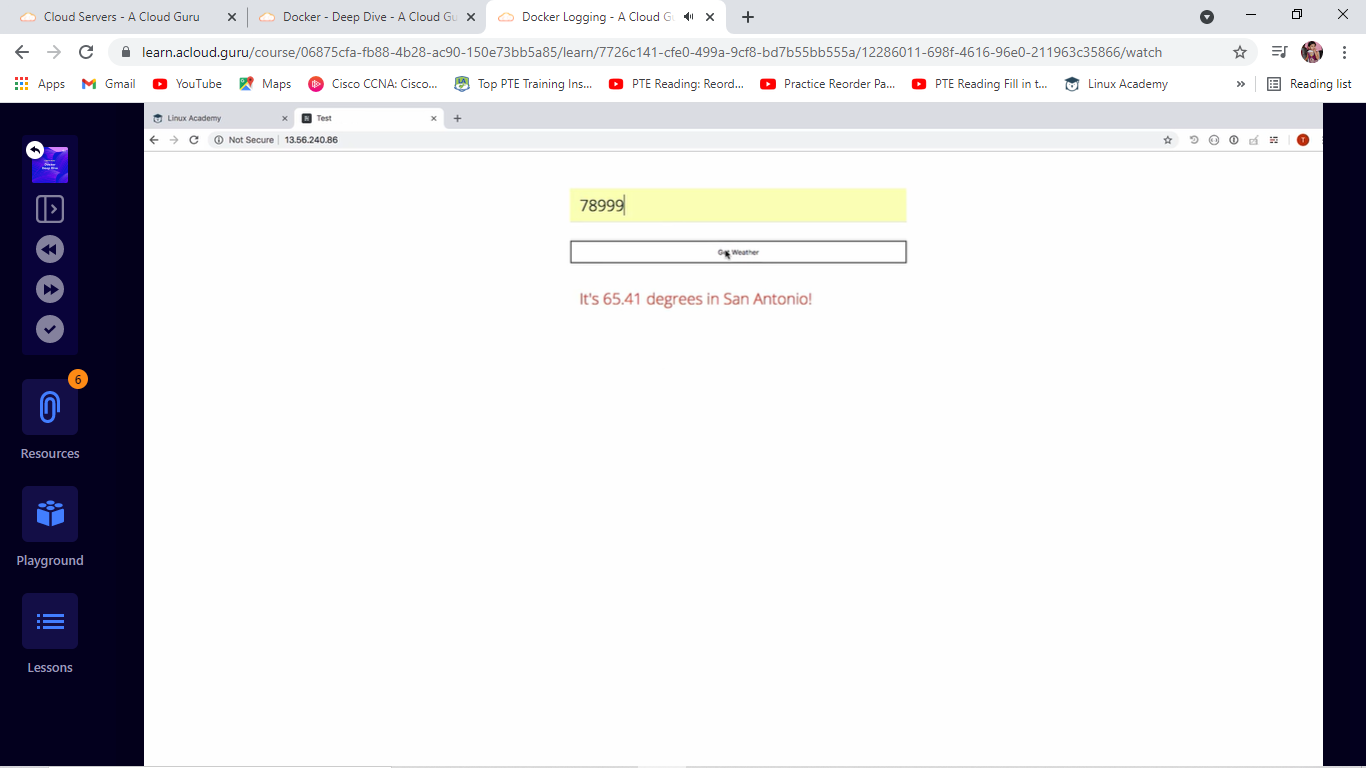 Cloud Servers - A Cloud Guru
Docker - Deep Dive - A Cloud Gu
Docker Logging - A Cloud G
learn.acloud.guru/course/06875cfa-fb88-4b28-ac90-150e73bb5a85/learn/7726c141-cfe0-499a-9cf8-bd7b55bb555a/12286011-698f-4616-96e0-211963c35866/watch
Apps
Gmail
YouTube
Maps
Cisco CCNA: Cisco...
Top PTE Training Ins...
PTE Reading: Reord...
Practice Reorder Pa...
PTE Reading Fill in t...
Linux Academy
»
Reading list
Linux Academy
Test
Not Secure
13.56.240.86
T
Docker
Deep Dive
78999
Get Weather
It's 65.41 degrees in San Antonio!
6
Resources
Playground
Lessons